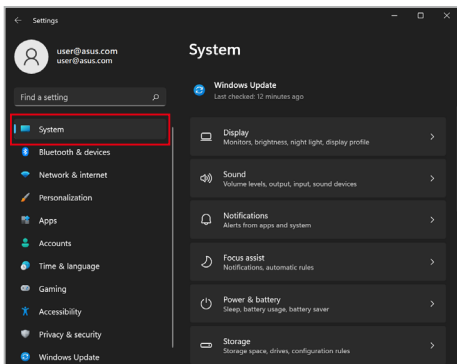 Settings
user@asus.com
user@asus.com
Find a setting
System
Bluetooth & devices
Network & internet
Personalization
Apps
Accounts
Time & language
Gaming
Accessibility
Privacy & security
Windows Update
System
Windows Update
Last checked: 12 minutes ago
Display
Monitors, brightness, night light, display profile
Sound
Volume levels, output, input, sound devices
Notifications
Alerts from apps and system
Focus assist
Notifications, automatic rules
Power & battery
Sleep, battery usage, battery saver
Storage
Storage space, drives, configuration rules